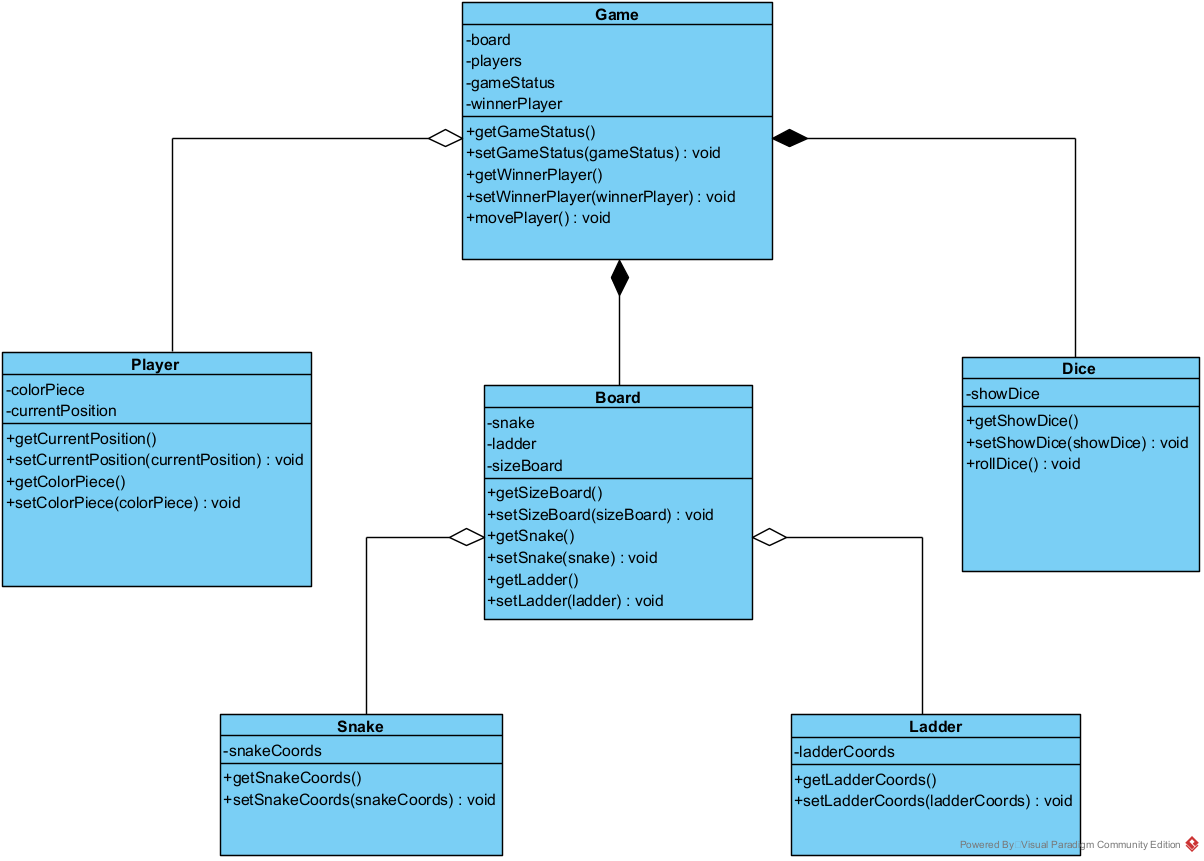 Game
-board
-players
-gameStatus
-winnerPlayer
+getGameStatus()
+setGameStatus(gameStatus) : void
+getWinnerPlayer()
+setWinnerPlayer(winnerPlayer) : void
+movePlayer() : void
Player
-colorPiece
-currentPosition
+getCurrentPosition()
+setCurrentPosition(currentPosition) : void
+getColorPiece()
+setColorPiece(colorPiece) : void
Board
-snake
-ladder
-sizeBoard
+getSizeBoard()
+setSizeBoard(sizeBoard) : void
+getSnake()
+setSnake(snake) : void
+getLadder()
+setLadder(ladder) : void
Dice
-showDice
+getShowDice()
+setShowDice(showDice) : void
+rollDice() : void
Snake
-snakeCoords
+getSnakeCoords()
+setSnakeCoords(snakeCoords) : void
Ladder
-ladderCoords
+getLadderCoords()
+setLadderCoords(ladderCoords) : void
Powered By: Visual Paradigm Community Edition